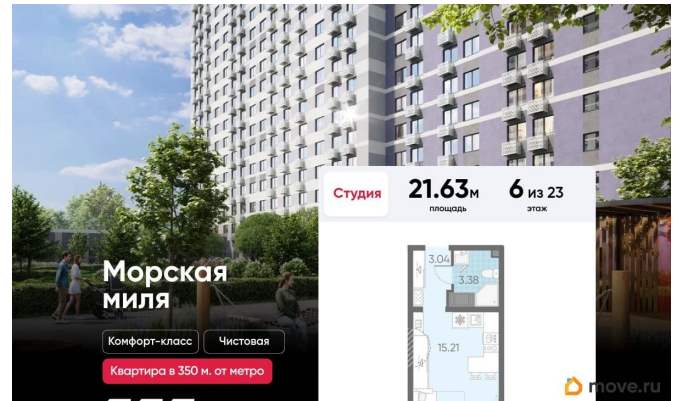 Студия
21.63м
площадь
6 из 23
этаж
3.04
3.38
15.21
Морская
миля
Комфорт-класс
Чистовая
Квартира в 350 м. от метро
move.ru